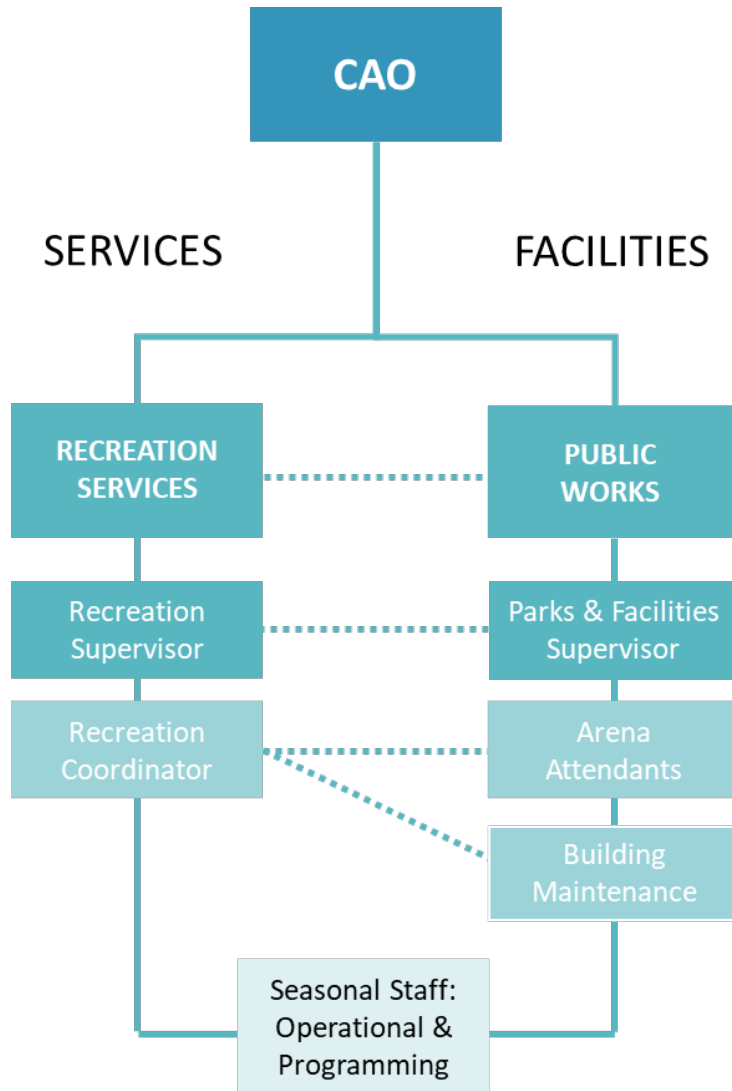 CAO
SERVICES
FACILITIES
RECREATION
SERVICES
PUBLIC
WORKS
Recreation
Supervisor
Parks & Facilities
Supervisor
Recreation
Coordinator
Arena
Attendants
Building
Maintenance
Seasonal Staff:
Operational &
Programming